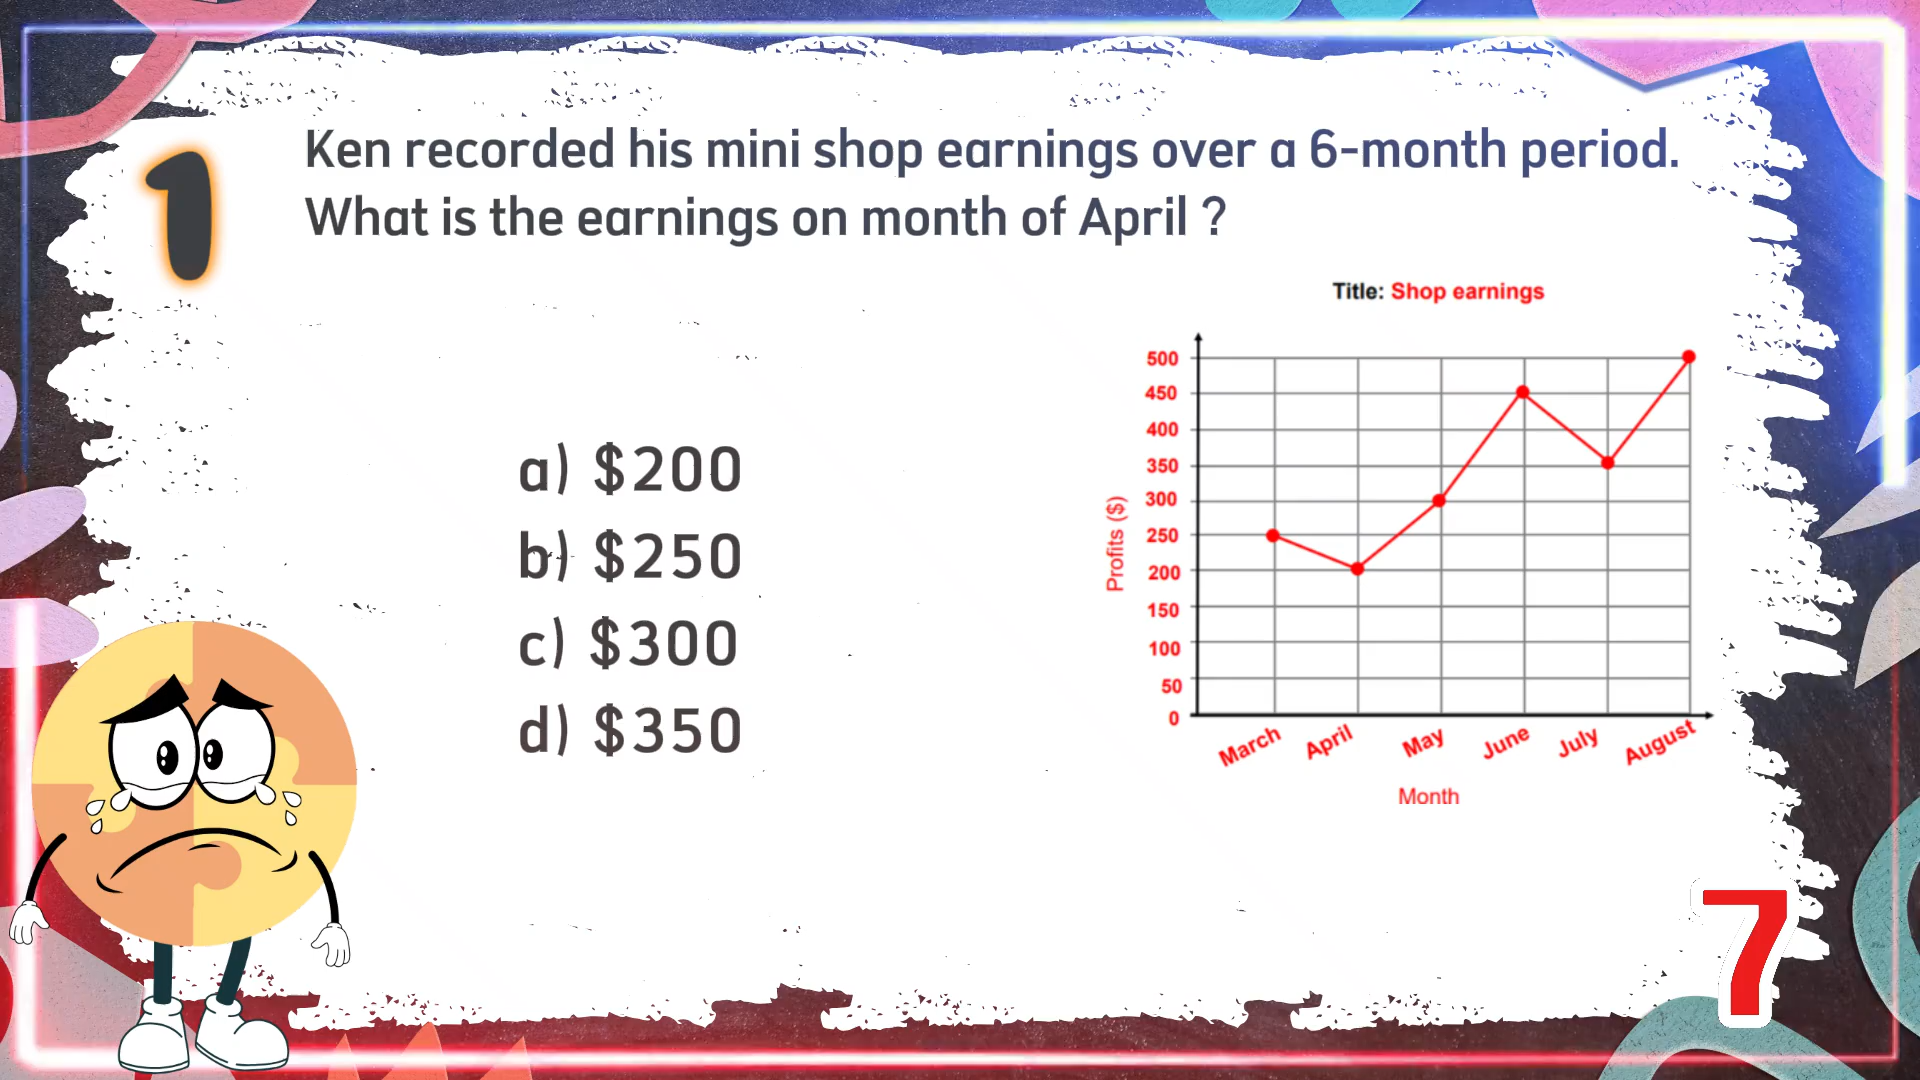 1
Ken recorded his mini shop earnings over a 6-month period.
What is the earnings on month of April ?
Title: Shop earnings
a) $200
b) $250
c) $300
d) $350
Profits ($)
500
450
400
350
300
250
200
150
100
50
0
March April May June July August
Month
7